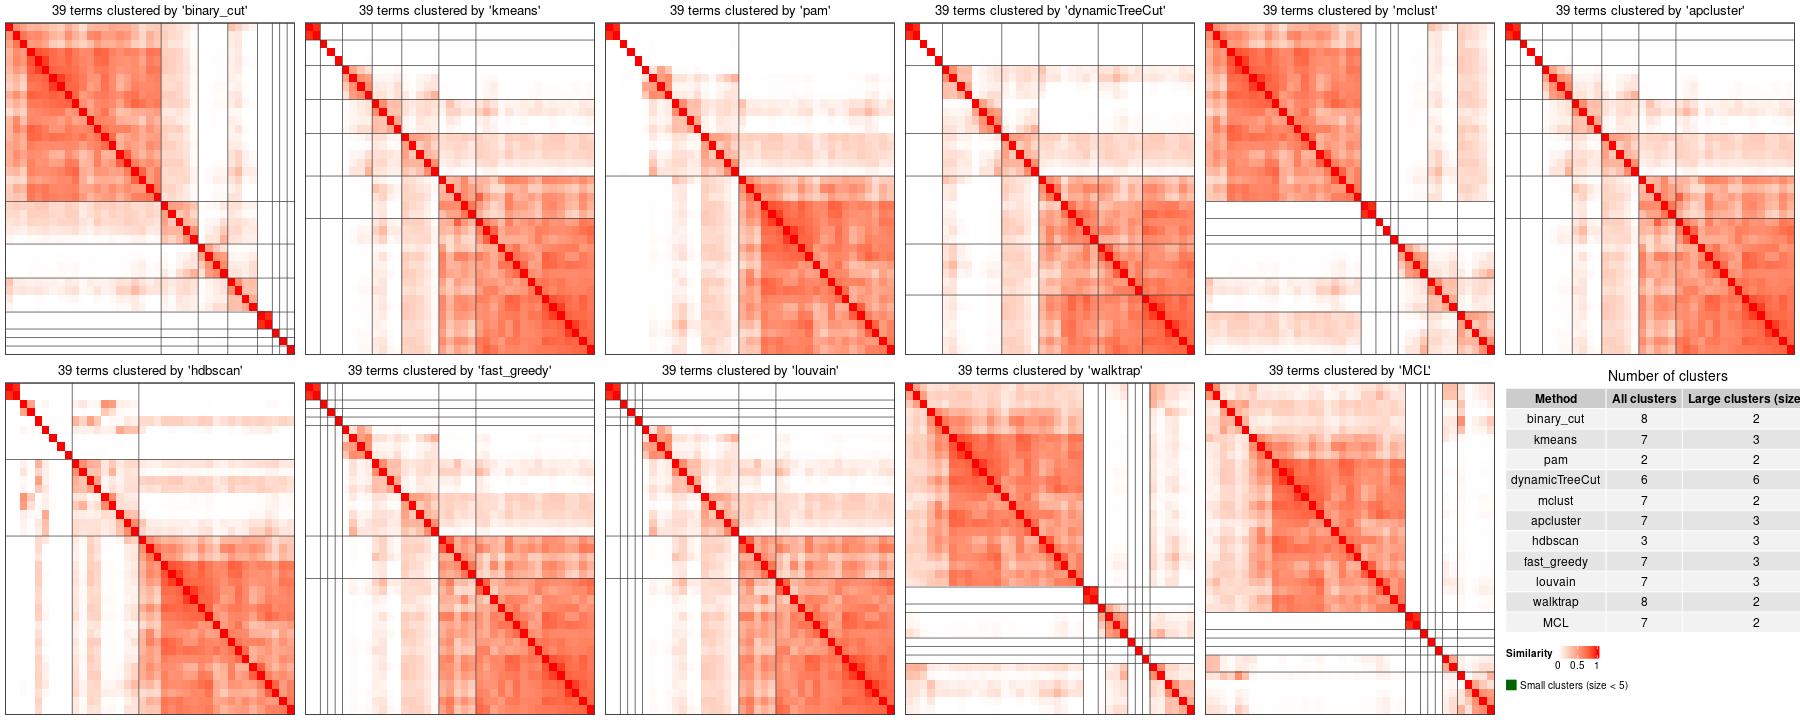 39 terms clustered by 'binary_cut'
39 terms clustered by 'kmeans'
39 terms clustered by 'pam'
39 terms clustered by 'dynamicTreeCut'
39 terms clustered by 'mclust'
39 terms clustered by 'apcluster'
39 terms clustered by 'hdbscan'
39 terms clustered by 'fast_greedy'
39 terms clustered by 'louvain'
39 terms clustered by 'walktrap'
39 terms clustered by 'MCL'
Number of clusters
Method All clusters Large clusters (size
binary_cut 8 2
kmeans 7 3
pam 2 2
dynamicTreeCut 6 6
mclust 7 2
apcluster 7 3
hdbscan 3 3
fast_greedy 7 3
louvain 7 3
walktrap 8 2
MCL 7 2
Similarity
0 0.5 1
Small clusters (size < 5)